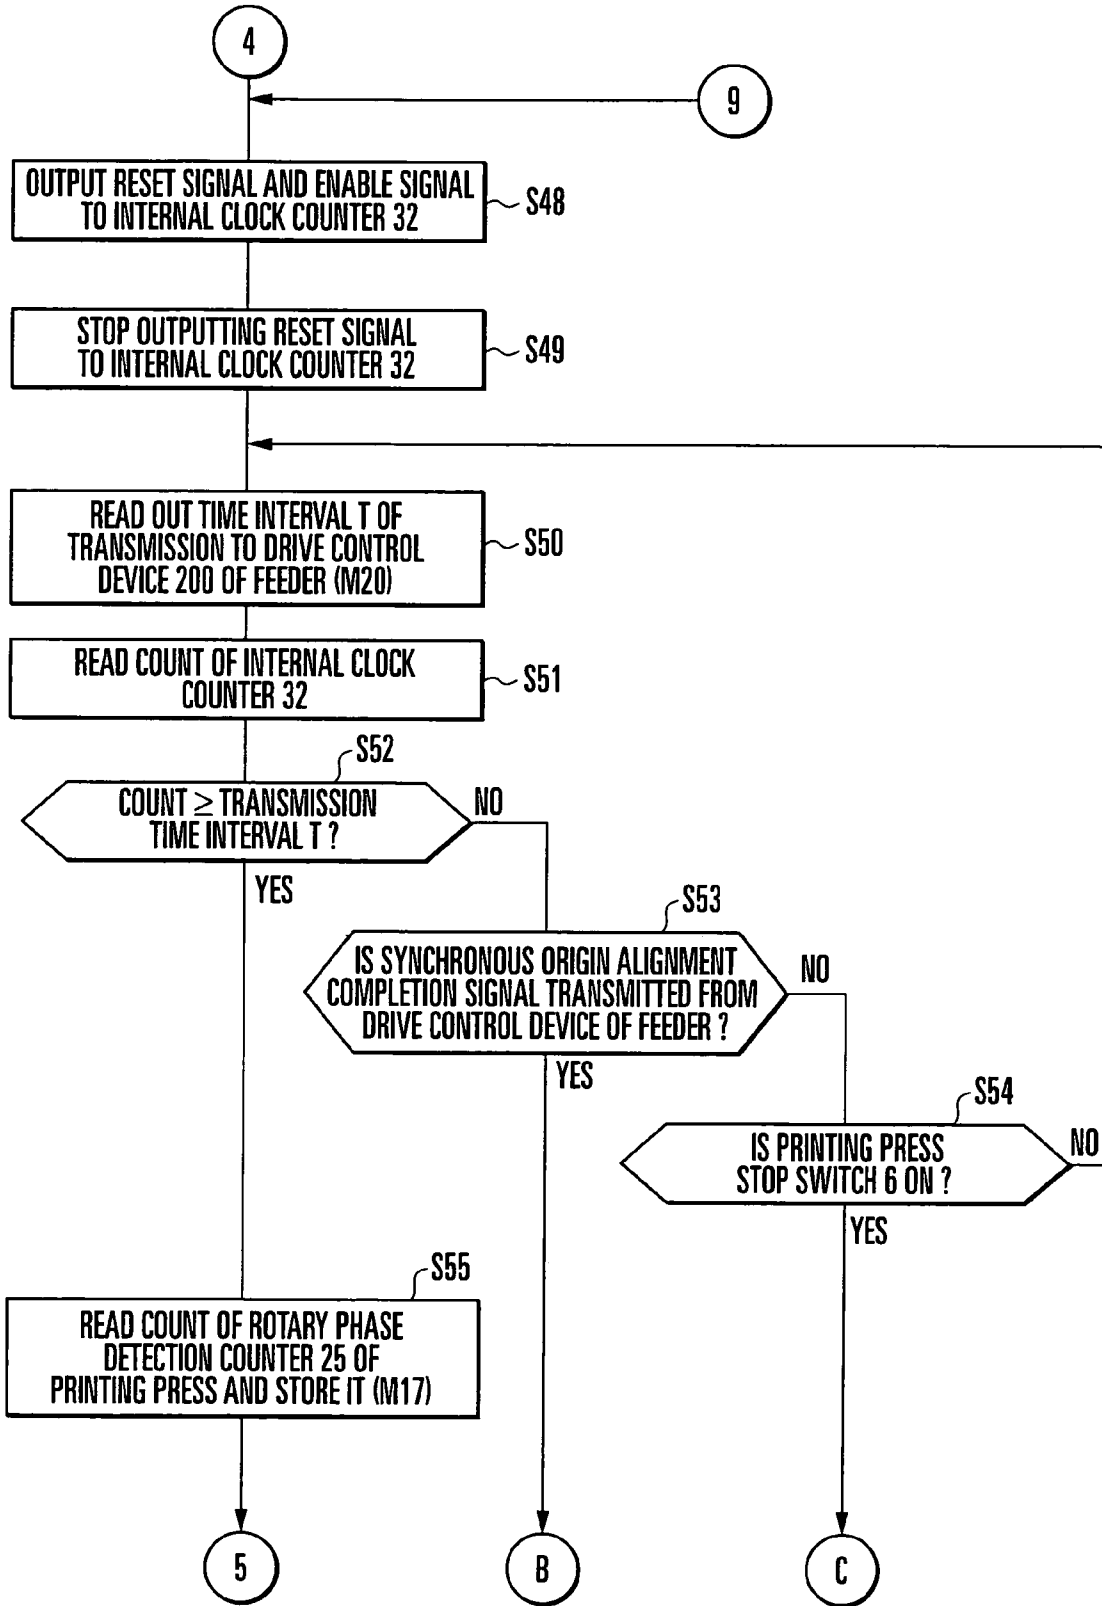 4
9
OUTPUT RESET SIGNAL AND ENABLE SIGNAL
TO INTERNAL CLOCK COUNTER 32
S48
STOP OUTPUTTING RESET SIGNAL
TO INTERNAL CLOCK COUNTER 32
S49
READ OUT TIME INTERVAL T OF
TRANSMISSION TO DRIVE CONTROL
DEVICE 200 OF FEEDER (M20)
S50
READ COUNT OF INTERNAL CLOCK
COUNTER 32
S51
S52
COUNT ≥ TRANSMISSION
TIME INTERVAL T ?
NO
YES
S53
IS SYNCHRONOUS ORIGIN ALIGNMENT
COMPLETION SIGNAL TRANSMITTED FROM
DRIVE CONTROL DEVICE OF FEEDER ?
NO
YES
S54
IS PRINTING PRESS
STOP SWITCH 6 ON ?
NO
YES
S55
READ COUNT OF ROTARY PHASE
DETECTION COUNTER 25 OF
PRINTING PRESS AND STORE IT (M17)
5
B
C